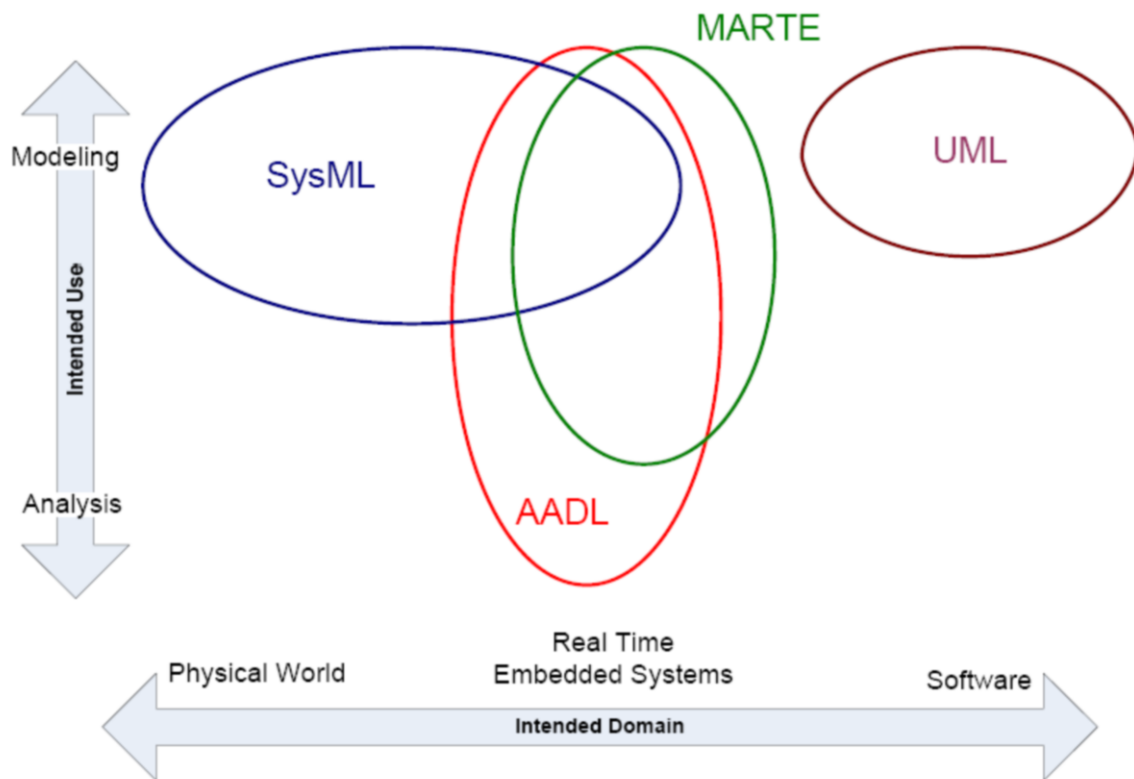 MARTE
Modeling
SysML
UML
Intended Use
Analysis
AADL
Real Time
Embedded Systems
Physical World
Software
Intended Domain